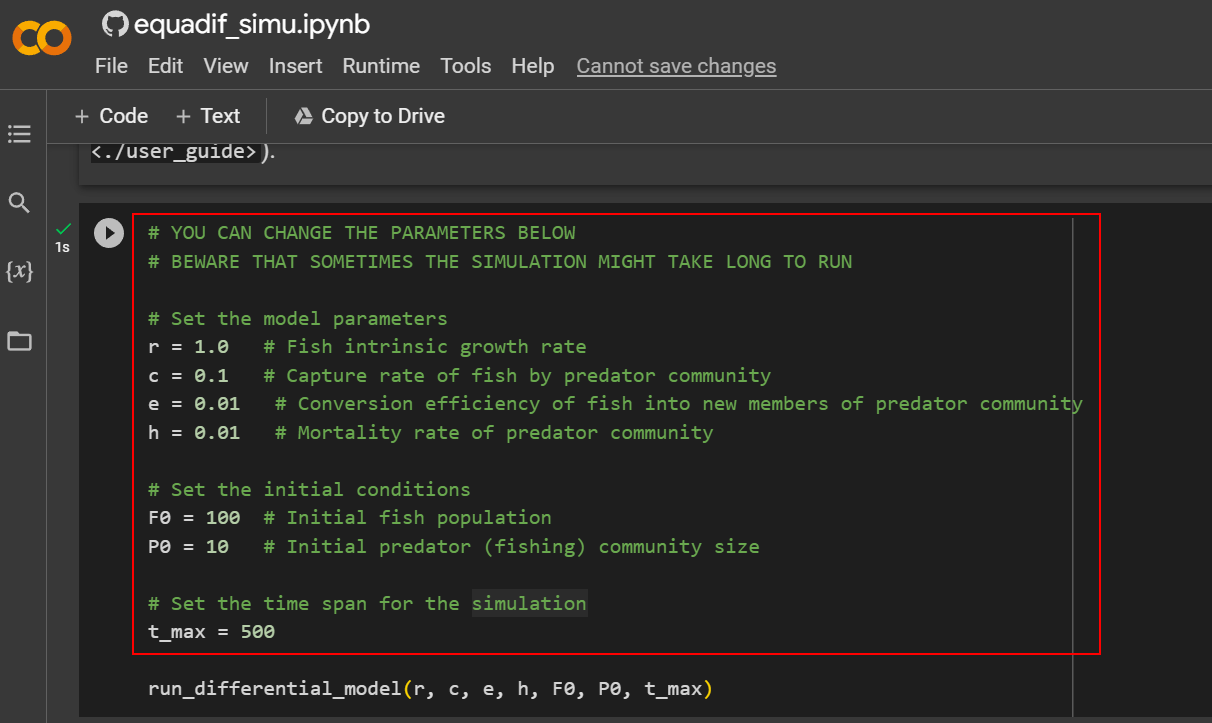 equadif_simu.ipynb
File Edit View Insert Runtime Tools Help Cannot save changes
+ Code + Text Copy to Drive
<./user_guide>).
1s
{x}
# YOU CAN CHANGE THE PARAMETERS BELOW
# BEWARE THAT SOMETIMES THE SIMULATION MIGHT TAKE LONG TO RUN
# Set the model parameters
r = 1.0 # Fish intrinsic growth rate
c = 0.1 # Capture rate of fish by predator community
e = 0.01 # Conversion efficiency of fish into new members of predator community
h = 0.01 # Mortality rate of predator community
# Set the initial conditions
F0 = 100 # Initial fish population
P0 = 10 # Initial predator (fishing) community size
# Set the time span for the simulation
t_max = 500
run_differential_model(r, c, e, h, F0, P0, t_max)